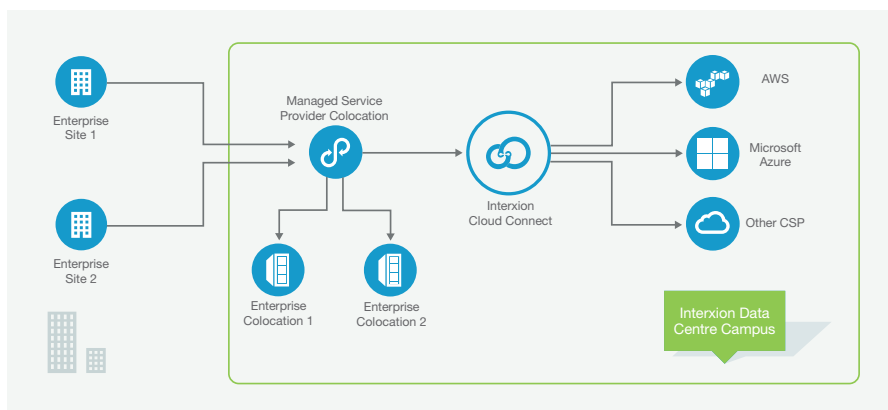 Enterprise
Site 1
Enterprise
Site 2
Managed Service
Provider Colocation
Enterprise
Colocation 1
Enterprise
Colocation 2
Interxion
Cloud Connect
AWS
Microsoft
Azure
Other CSP
Interxion Data
Centre Campus